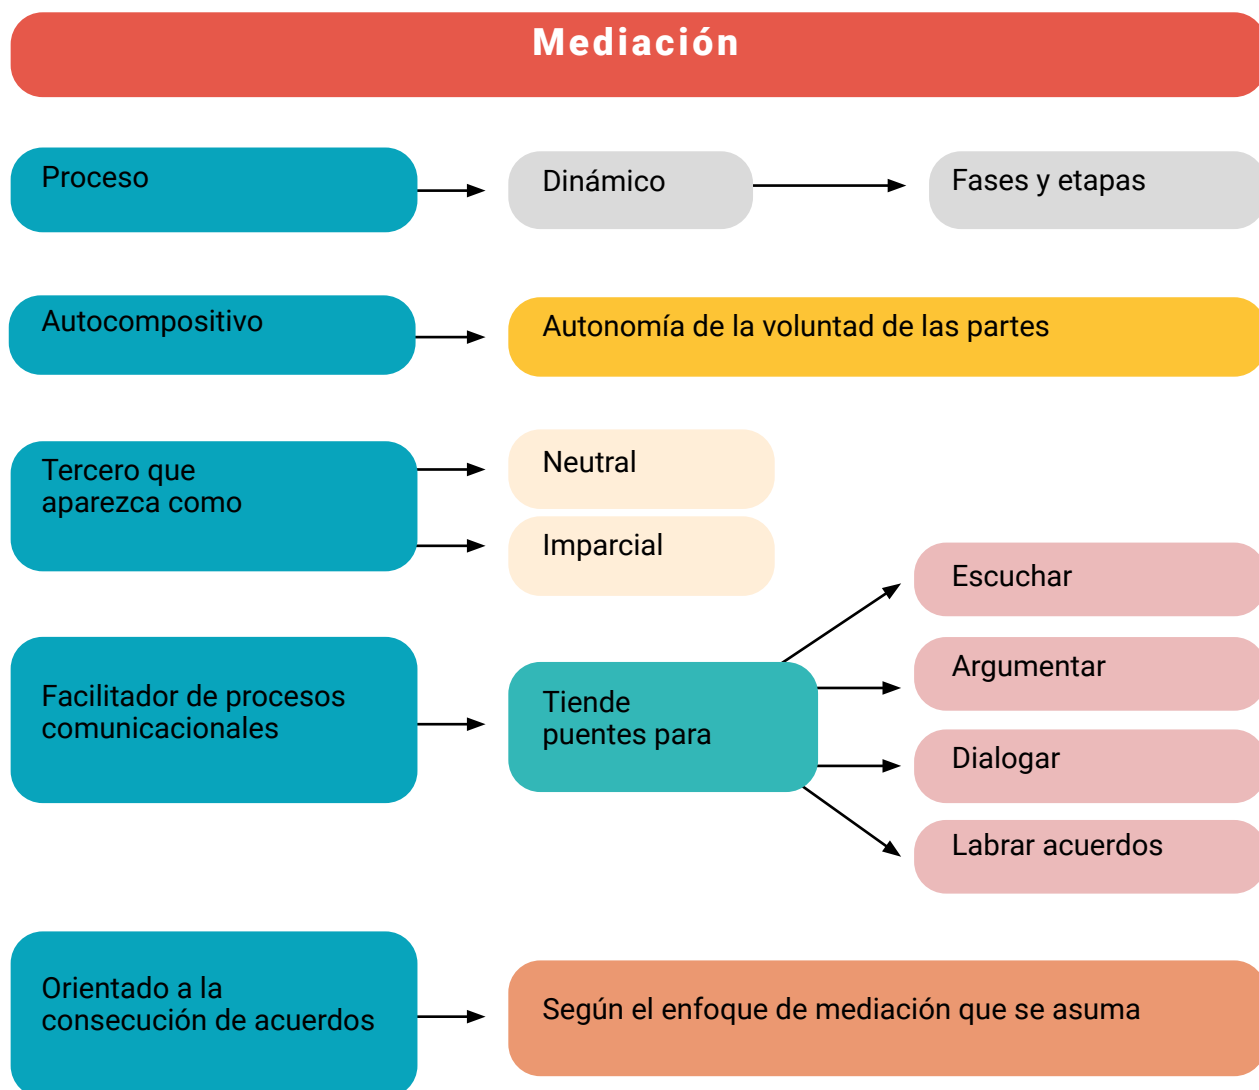 Mediación
Proceso
Dinámico
Fases y etapas
Autocompositivo
Autonomía de la voluntad de las partes
Tercero que
aparezca como
Neutral
Imparcial
Facilitador de procesos
comunicacionales
Tiende
puentes para
Escuchar
Argumentar
Dialogar
Labrar acuerdos
Orientado a la
consecución de acuerdos
Según el enfoque de mediación que se asuma